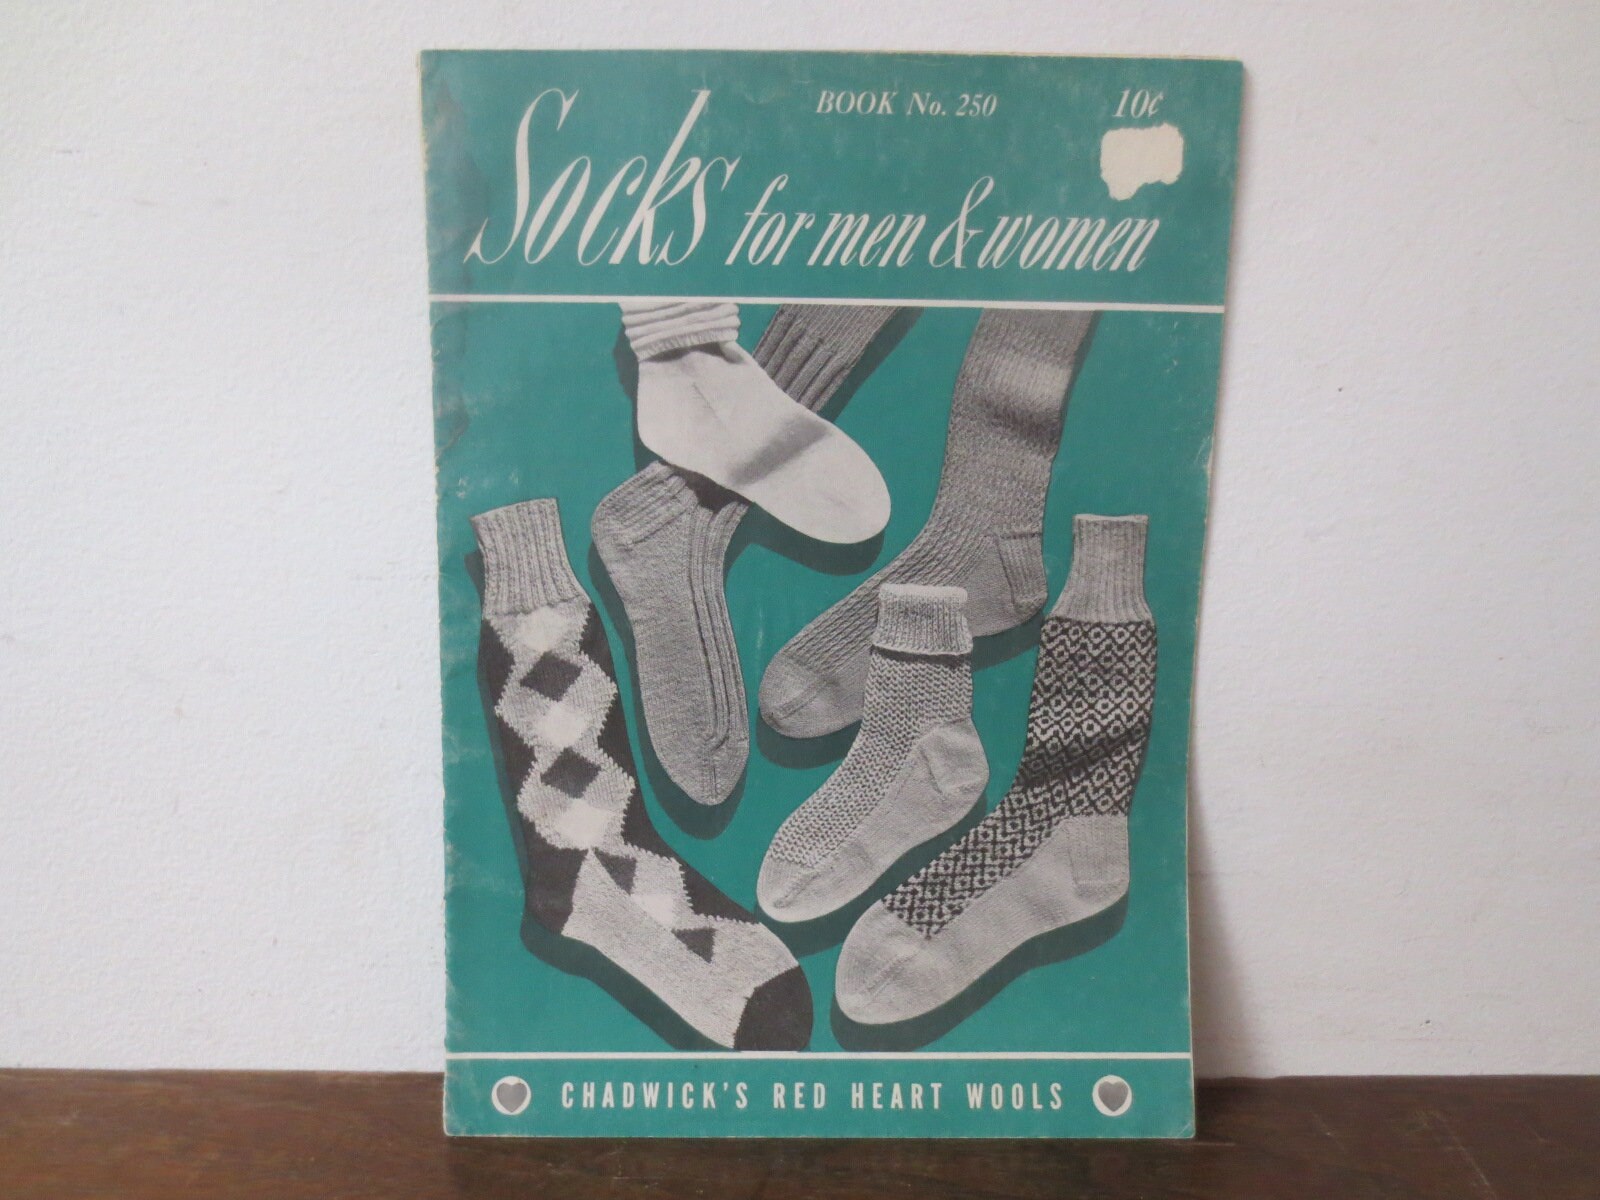 BOOK No. 250
10¢
Socks for men & women
CHADWICK'S RED HEART WOOLS